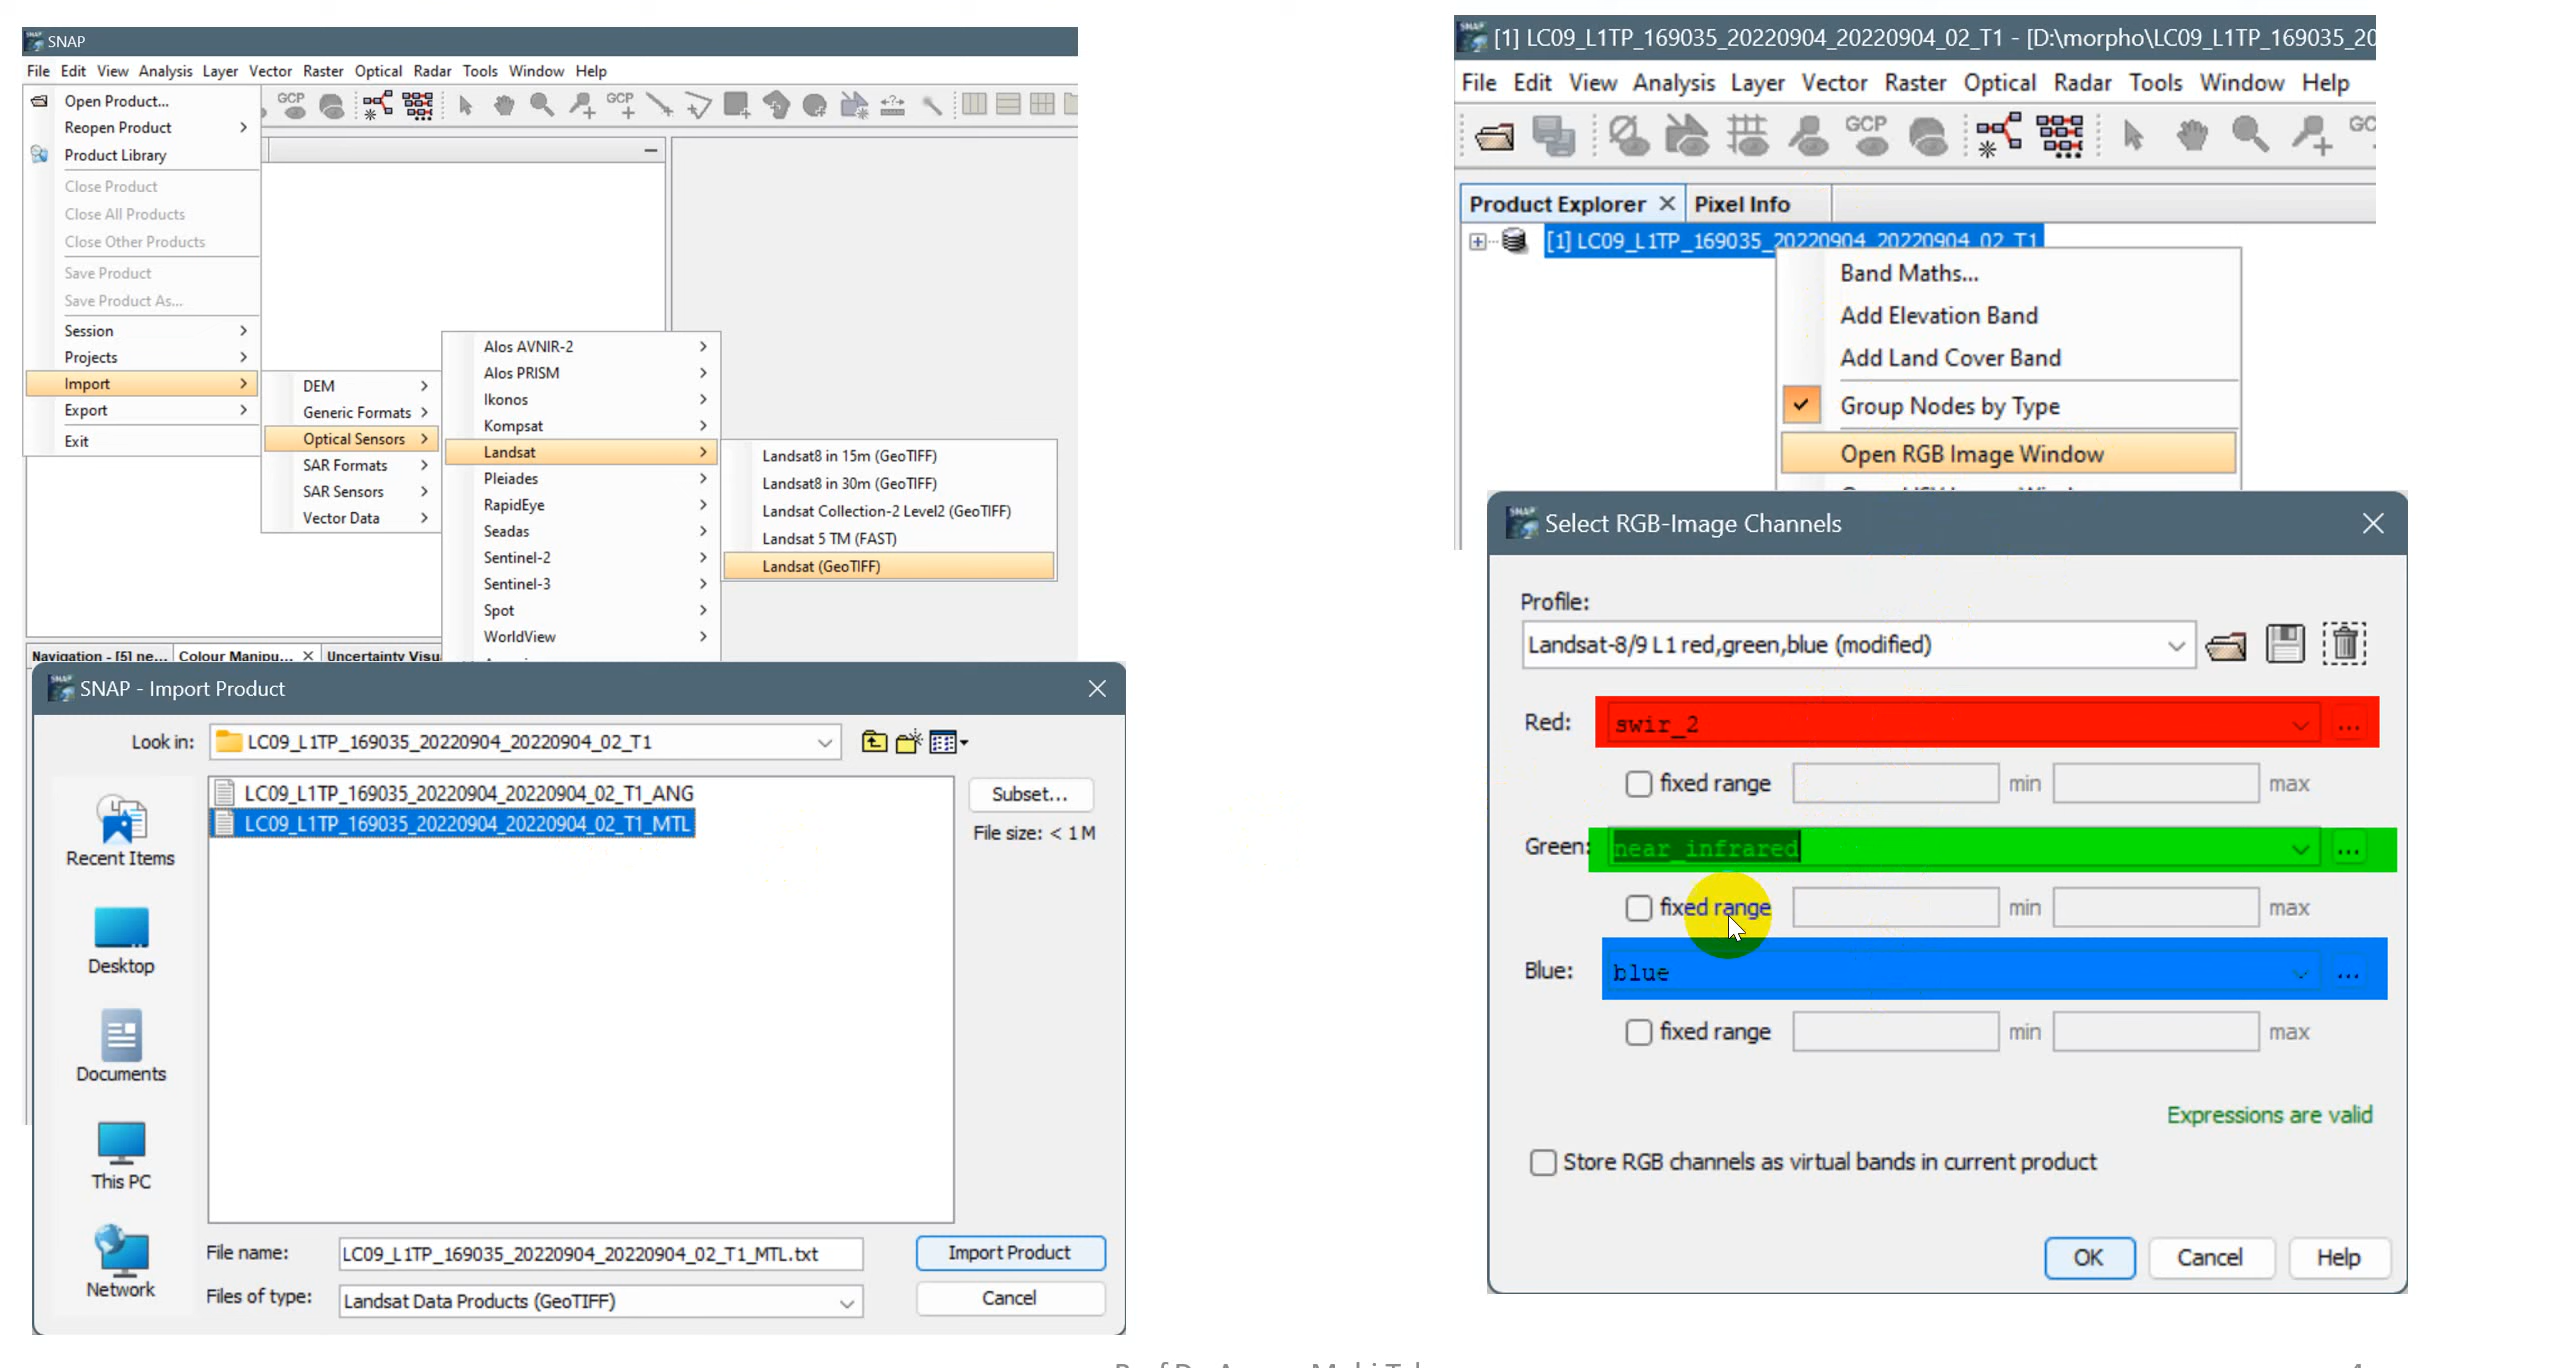 SNAP
File Edit View Analysis Layer Vector Raster Optical Radar Tools Window Help
Open Product...
Reopen Product
Product Library
Close Product
Close All Products
Close Other Products
Save Product
Save Product As...
Session
Projects
Import
Export
Exit
GCP
GCP
DEM
Generic Formats
Optical Sensors
SAR Formats
SAR Sensors
Vector Data
Alos AVNIR-2
Alos PRISM
Ikonos
Kompsat
Landsat
Pleiades
RapidEye
Seadas
Sentinel-2
Sentinel-3
Spot
WorldView
Landsat8 in 15m (GeoTIFF)
Landsat8 in 30m (GeoTIFF)
Landsat Collection-2 Level2 (GeoTIFF)
Landsat 5 TM (FAST)
Landsat (GeoTIFF)
Navigation - [5] ne... Colour Manipu... Uncertainty Visu
SNAP - Import Product
Look in: LC09_L1TP_169035_20220904_20220904_02_T1
LC09_L1TP_169035_20220904_20220904_02_T1_ANG
LC09_L1TP_169035_20220904_20220904_02_T1_MTL
Subset...
File size: < 1 M
Recent Items
Desktop
Documents
This PC
Network
File name: LC09_L1TP_169035_20220904_20220904_02_T1_MTL.txt
Import Product
Files of type: Landsat Data Products (GeoTIFF)
Cancel
[1] LC09_L1TP_169035_20220904_20220904_02_T1 - [D:\morpho\LC09_L1TP_169035_20
File Edit View Analysis Layer Vector Raster Optical Radar Tools Window Help
GCP
GC
Product Explorer Pixel Info
[1] LC09_L1TP_169035_20220904_20220904_02_T1
Band Maths...
Add Elevation Band
Add Land Cover Band
Group Nodes by Type
Open RGB Image Window
Select RGB-Image Channels
Profile:
Landsat-8/9 L1 red,green,blue (modified)
Red: swir_2 ...
fixed range min max
Green: near_infrared ...
fixed range min max
Blue: blue ...
fixed range min max
Expressions are valid
Store RGB channels as virtual bands in current product
OK Cancel Help